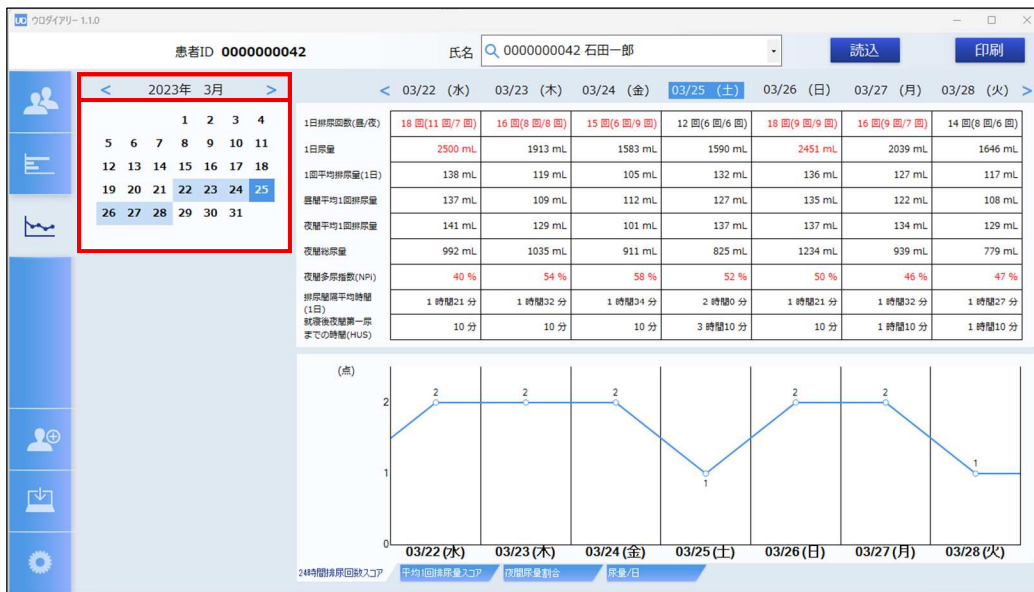 UD ウロダイアリー 1.1.0
患者ID 0000000042 氏名 0000000042 石田一郎 読込 印刷
< 2023年 3月 >
1 2 3 4
5 6 7 8 9 10 11
12 13 14 15 16 17 18
19 20 21 22 23 24 25
26 27 28 29 30 31
< 03/22 (水) 03/23 (木) 03/24 (金) 03/25 (土) 03/26 (日) 03/27 (月) 03/28 (火) >
1日排尿回数(昼/夜) 18 回(11 回/7 回) 16 回(8 回/8 回) 15 回(6 回/9 回) 12 回(6 回/6 回) 18 回(9 回/9 回) 16 回(9 回/7 回) 14 回(8 回/6 回)
1日尿量 2500 mL 1913 mL 1583 mL 1590 mL 2451 mL 2039 mL 1646 mL
1回平均排尿量(1日) 138 mL 119 mL 105 mL 132 mL 136 mL 127 mL 117 mL
昼間平均1回排尿量 137 mL 109 mL 112 mL 127 mL 135 mL 122 mL 108 mL
夜間平均1回排尿量 141 mL 129 mL 101 mL 137 mL 137 mL 134 mL 129 mL
夜間総尿量 992 mL 1035 mL 911 mL 825 mL 1234 mL 939 mL 779 mL
夜間多尿指数(NPi) 40 % 54 % 58 % 52 % 50 % 46 % 47 %
排尿間隔平均時間
(1日)
1 時間21 分 1 時間32 分 1 時間34 分 2 時間0 分 1 時間21 分 1 時間32 分 1 時間27 分
就寝後夜間第一尿
までの時間(HUS)
10 分 10 分 10 分 3 時間10 分 10 分 1 時間10 分 1 時間10 分
(点)
2 2 2 2 2 2
1 1 1
0
03/22(水) 03/23(木) 03/24(金) 03/25(土) 03/26(日) 03/27(月) 03/28(火)
24時間排尿回数スコア 平均1回排尿量スコア 夜間尿量割合 尿量/日